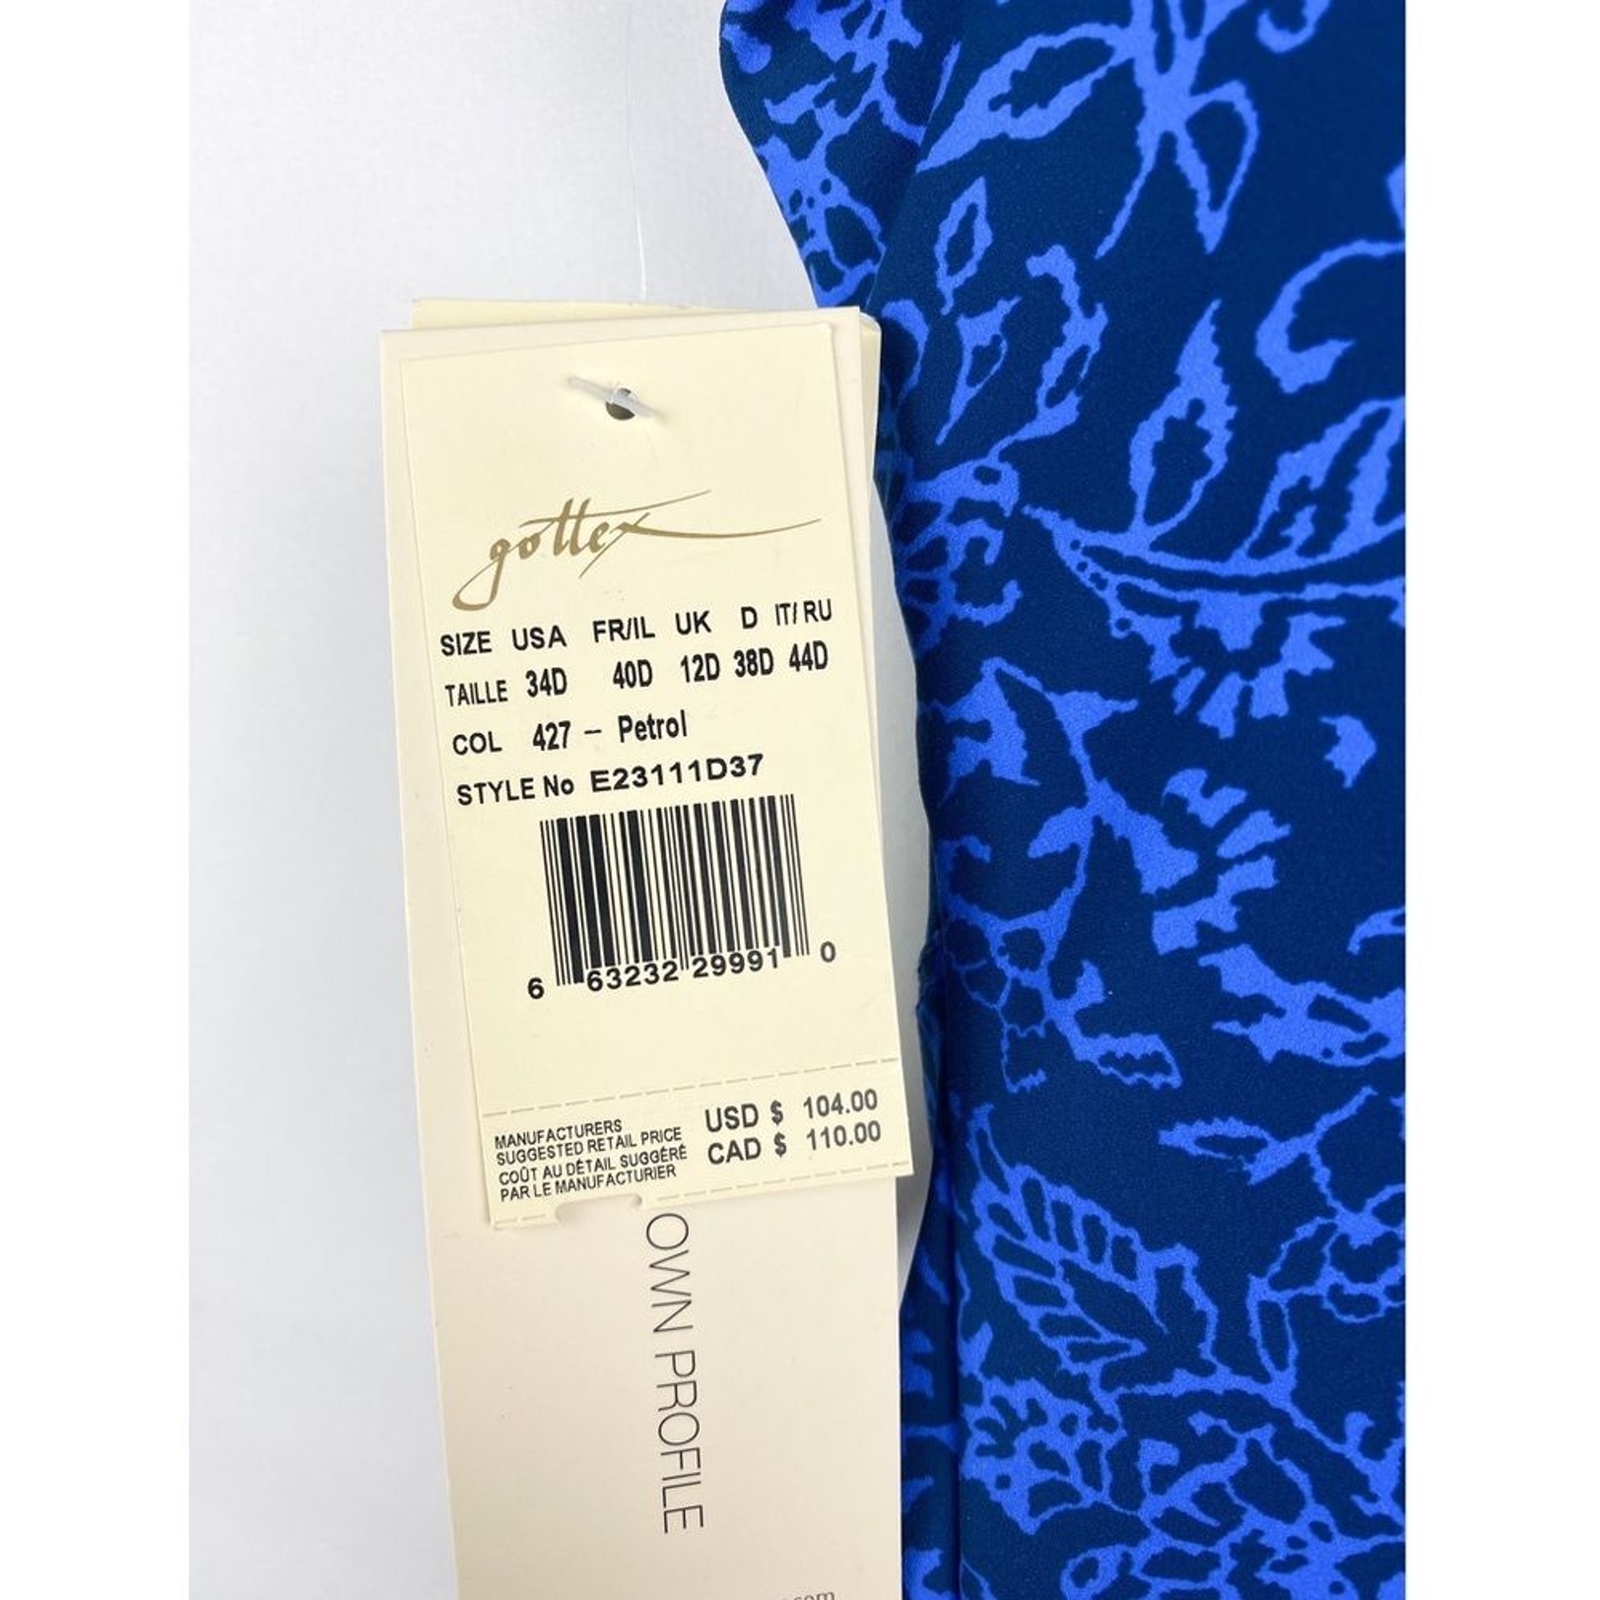 gottex
SIZE USA FR/IL UK D IT/RU
TAILLE 34D 40D 12D 38D 44D
COL 427 – Petrol
STYLE No E23111D37
6 63232 29991 0
MANUFACTURERS
SUGGESTED RETAIL PRICE
COÛT AU DÉTAIL SUGGÉRÉ
PAR LE MANUFACTURIER
USD $ 104.00
CAD $ 110.00
OWN PROFILE
.com